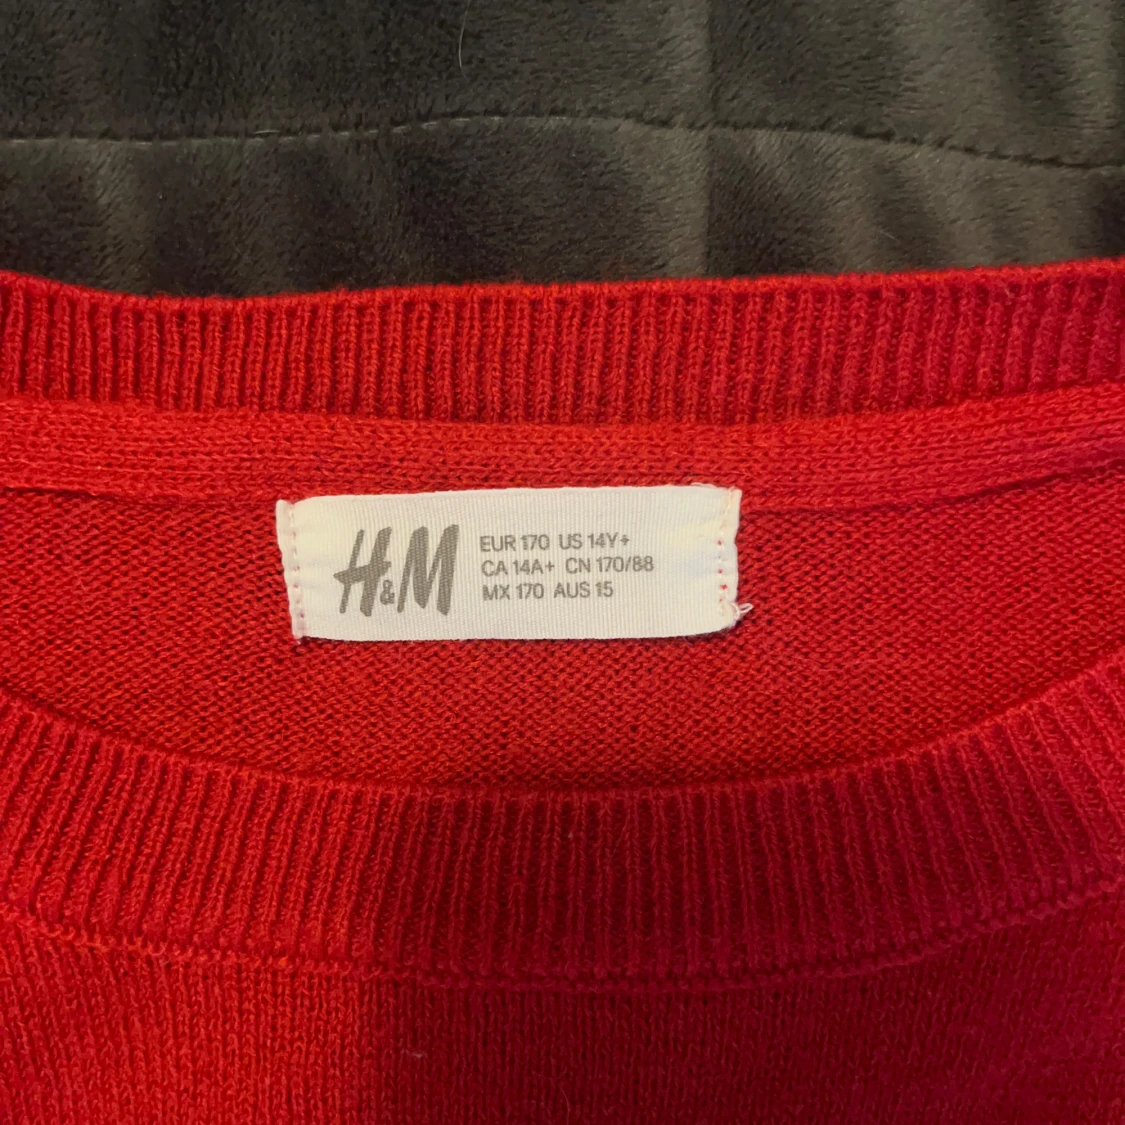 H&M
EUR 170 US 14Y+
CA 14A+ CN 170/88
MX 170 AUS 15